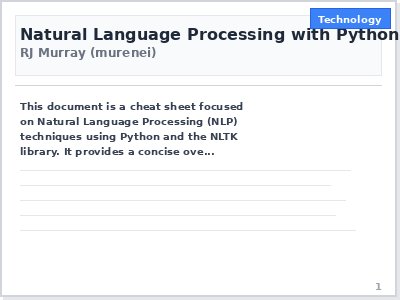 Technology
Natural Language Processing with Python
RJ Murray (murenei)
This document is a cheat sheet focused
on Natural Language Processing (NLP)
techniques using Python and the NLTK
library. It provides a concise ove...
1